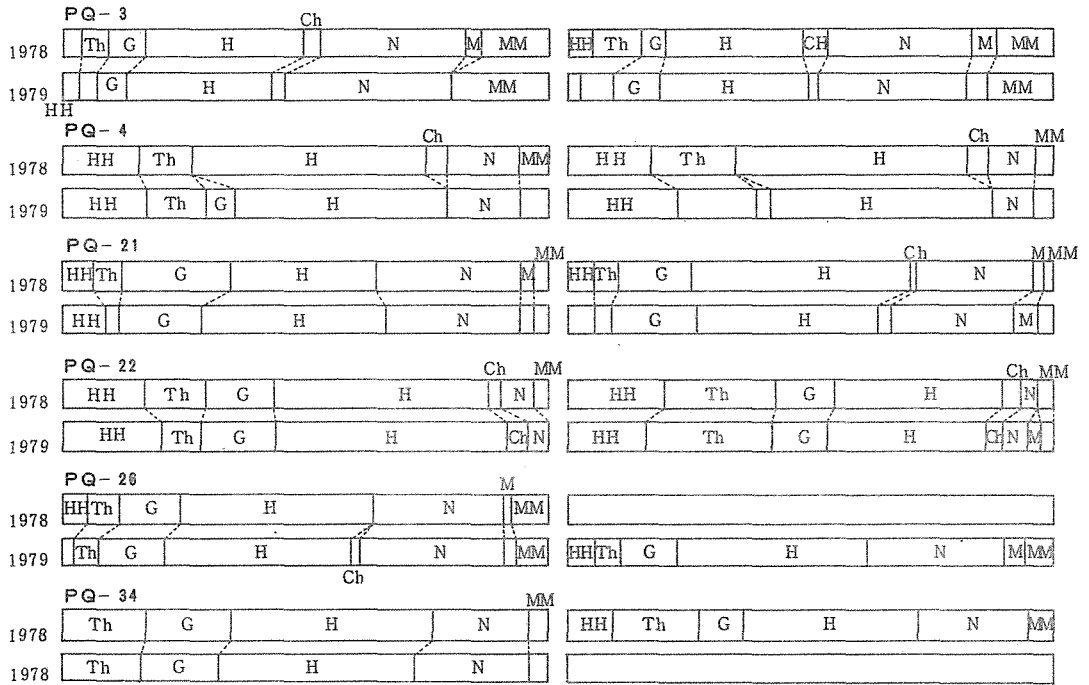 PQ-3
Ch
1978 Th G H N M MM HH Th G H CH N M MM
1979 G H N MM G H N MM
HH
PQ-4
Ch Ch MM
1978 HH Th H N MM HH Th H N
1979 HH Th G H N HH H N
PQ-21
MM Ch M MM
1978 HH Th G H N M HH Th G H N
1979 HH G H N G H N M
PQ-22
Ch MM Ch MM
1978 HH Th G H N HH Th G H N
1979 HH Th G H Ch N HH Th G H Ch N M
PQ-26
M
1978 HH Th G H N MM
1979 Th G H N MM HH Th G H N M MM
Ch
PQ-34
MM
1978 Th G H N HH Th G H N MM
1978 Th G H N